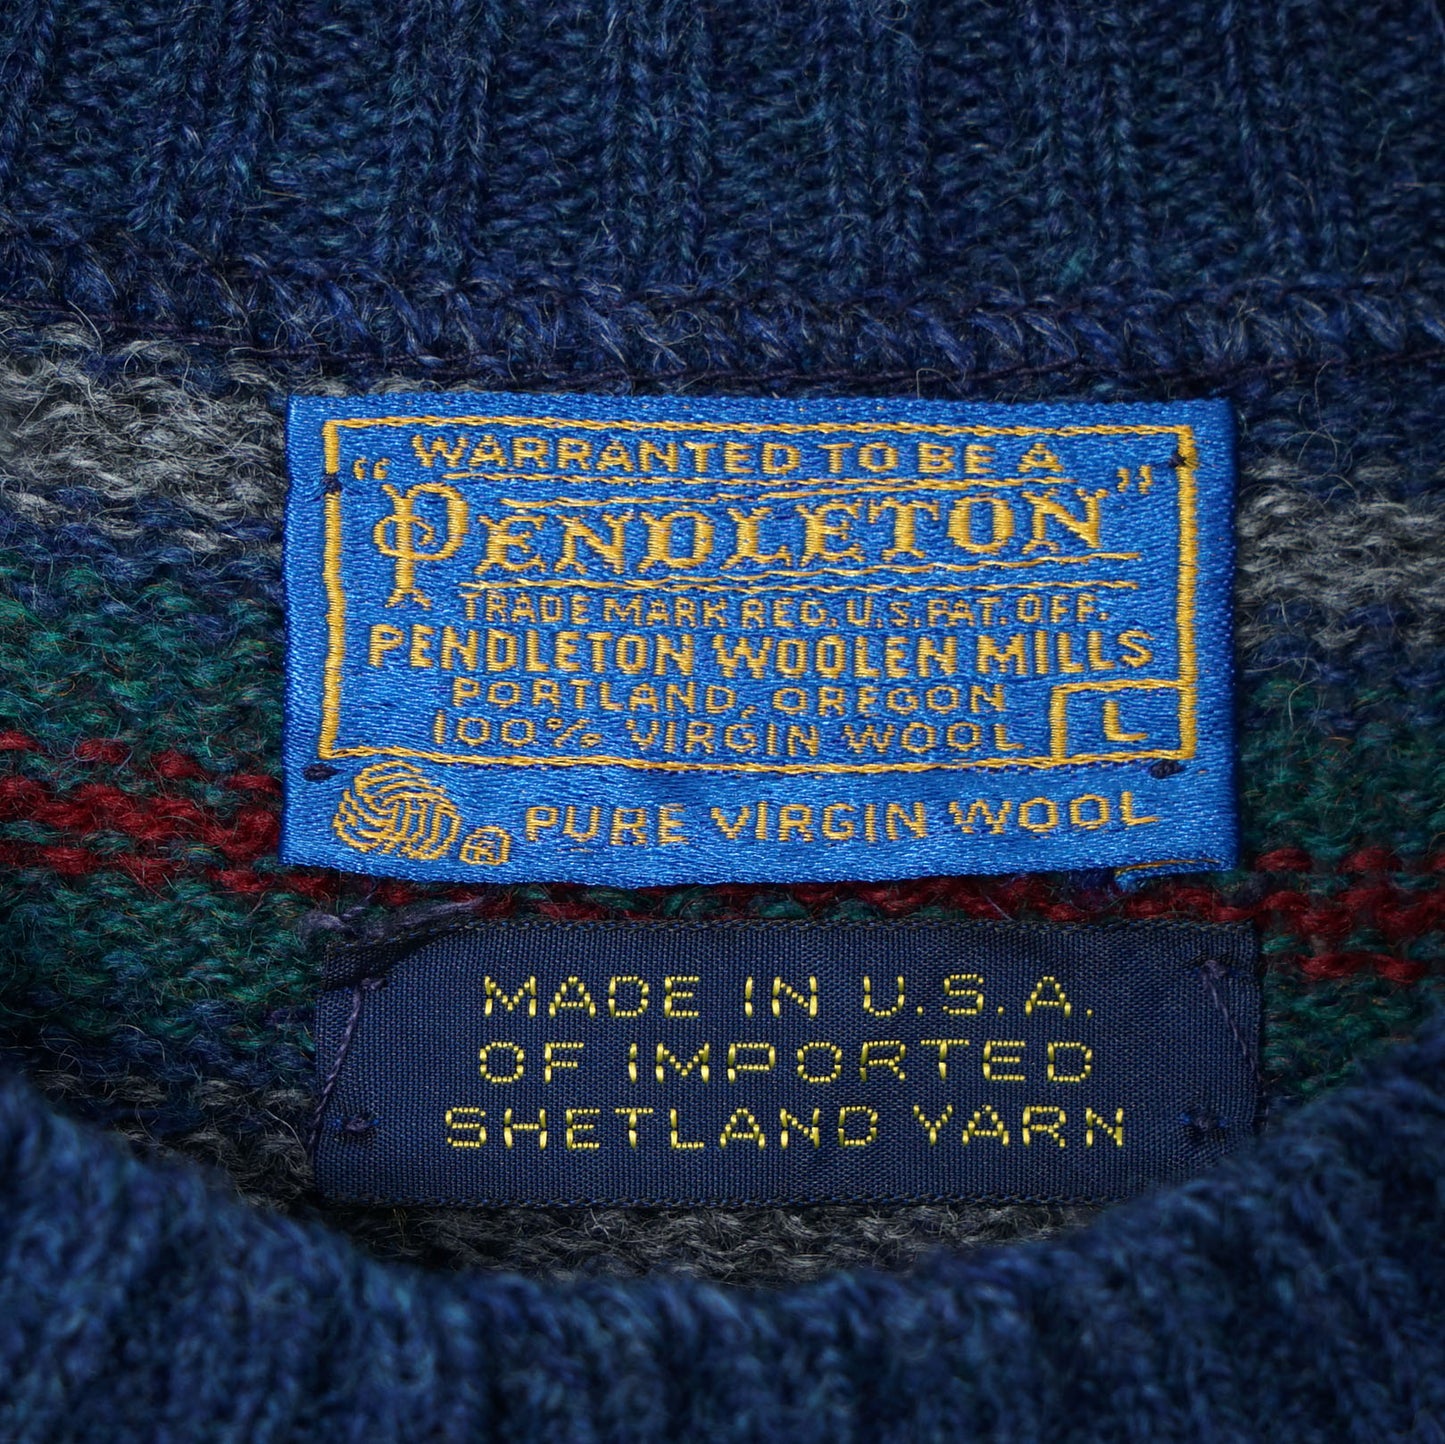 WARRANTED TO BE A
"PENDLETON"
TRADE MARK REG. U.S. PAT. OFF.
PENDLETON WOOLEN MILLS
PORTLAND, OREGON
100% VIRGIN WOOL
L
PURE VIRGIN WOOL
MADE IN U.S.A.
OF IMPORTED
SHETLAND YARN